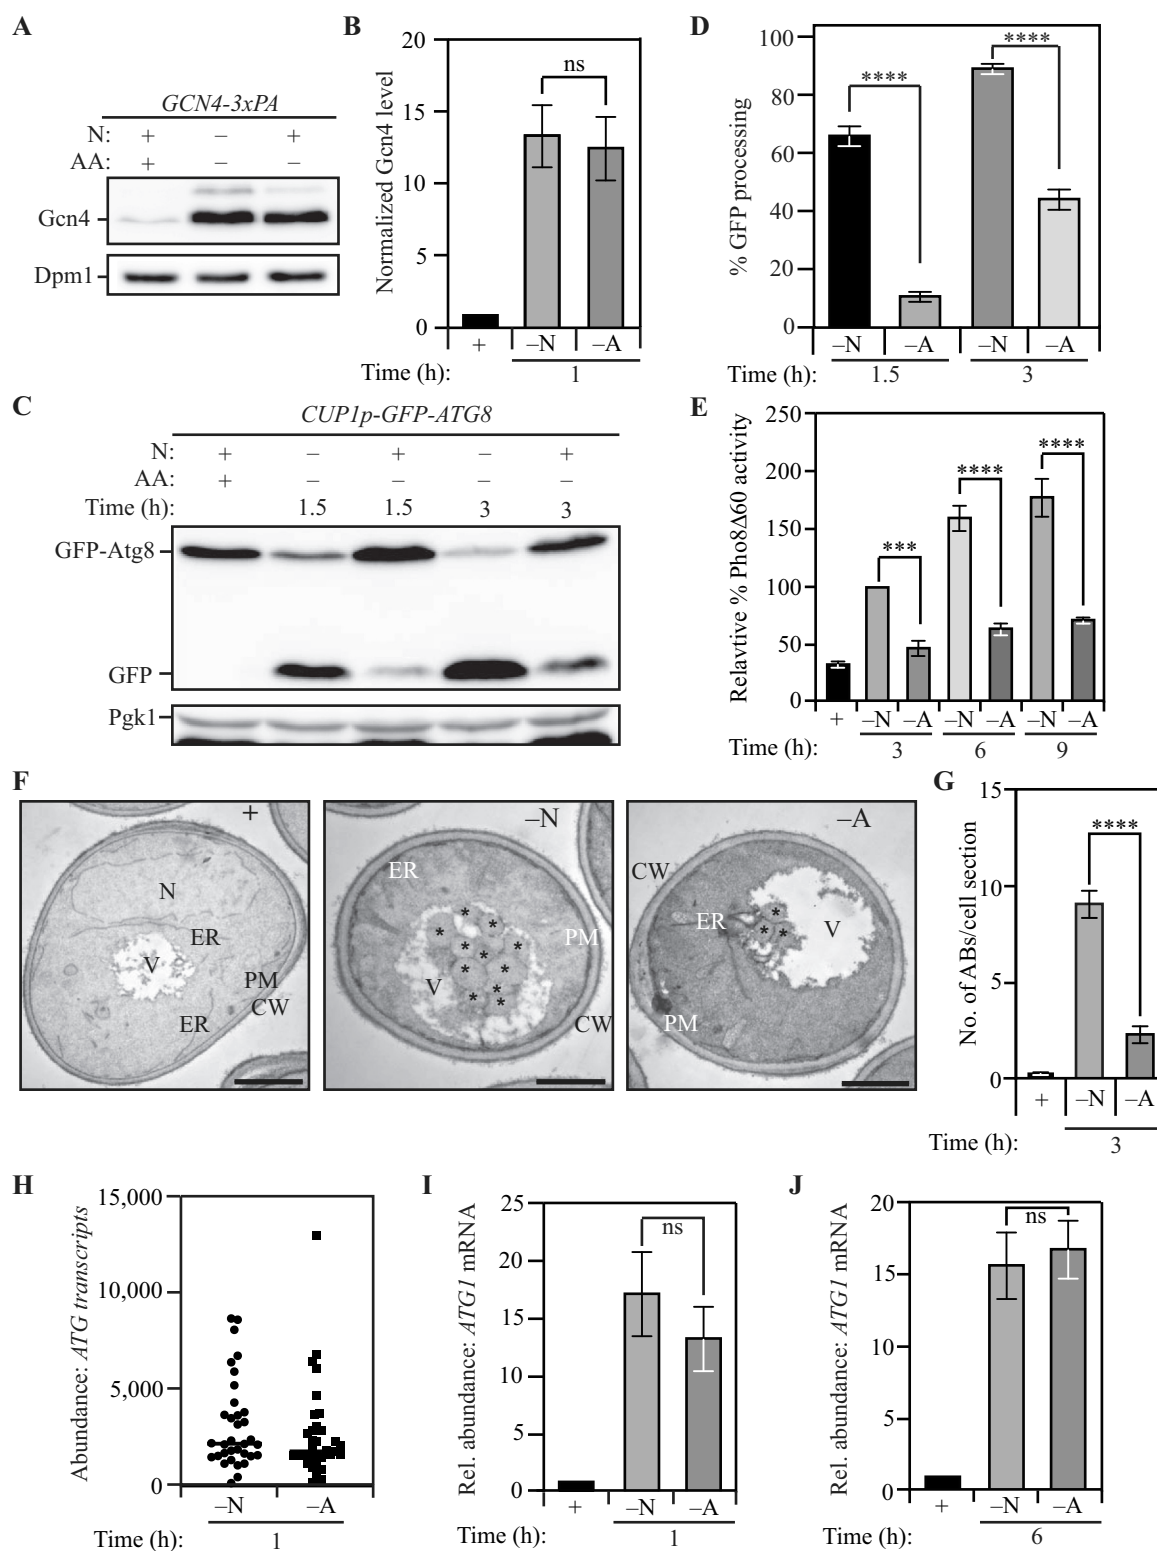 A
GCN4-3xPA
N: + – +
AA: + – –
Gcn4
Dpm1
B
Normalized Gcn4 level
20
15
10
5
0
ns
+ –N –A
Time (h): 1
D
% GFP processing
100
80
60
40
20
0
****
****
–N –A –N –A
Time (h): 1.5 3
C
CUP1p-GFP-ATG8
N: + – + – +
AA: + – – – –
Time (h): 1.5 1.5 3 3
GFP-Atg8
GFP
Pgk1
E
Relavtive % Pho8Δ60 activity
250
200
150
100
50
0
***
****
****
+ –N –A –N –A –N –A
Time (h): 3 6 9
F
+
N
ER
V
PM
CW
ER
–N
ER
PM
V
CW
* * * * * * * * * *
–A
CW
ER
V
PM
* * *
G
No. of ABs/cell section
15
10
5
0
****
+ –N –A
Time (h): 3
H
Abundance: ATG transcripts
15,000
10,000
5,000
0
–N –A
Time (h): 1
I
Rel. abundance: ATG1 mRNA
25
20
15
10
5
0
ns
+ –N –A
Time (h): 1
J
Rel. abundance: ATG1 mRNA
20
15
10
5
0
ns
+ –N –A
Time (h): 6